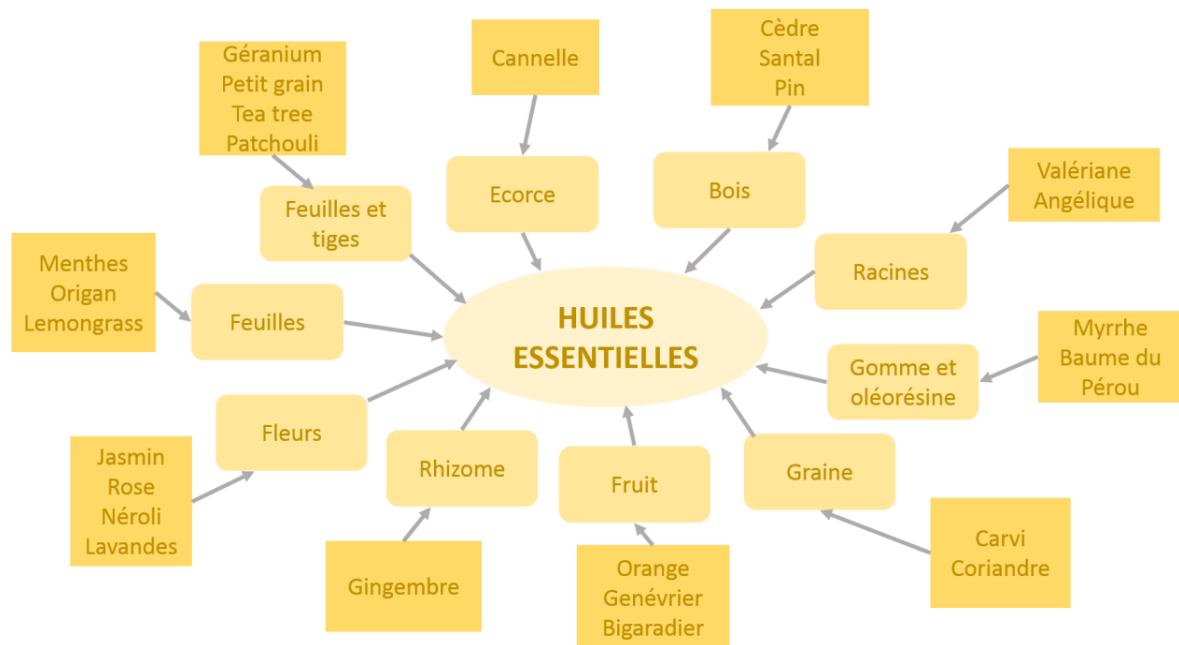 Géranium
Petit grain
Tea tree
Patchouli
Cannelle
Cèdre
Santal
Pin
Feuilles et
tiges
Ecorce
Bois
Valériane
Angélique
Menthes
Origan
Lemongrass
Feuilles
Racines
HUILES
ESSENTIELLES
Gomme et
oléorésine
Myrrhe
Baume du
Pérou
Fleurs
Rhizome
Fruit
Graine
Jasmin
Rose
Néroli
Lavandes
Gingembre
Orange
Genévrier
Bigaradier
Carvi
Coriandre